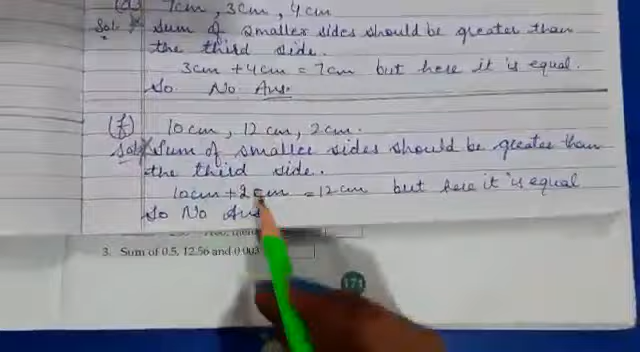 7cm, 3cm, 4cm
Sol: Sum of smaller sides should be greater than
the third side.
3cm + 4cm = 7cm but here it is equal.
So No Ans.
(f) 10cm, 12cm, 2cm.
Sol: Sum of smaller sides should be greater than
the third side.
10cm + 2cm = 12cm but here it is equal
So No Ans
3. Sum of 0.5, 12.56 and 0.003
171